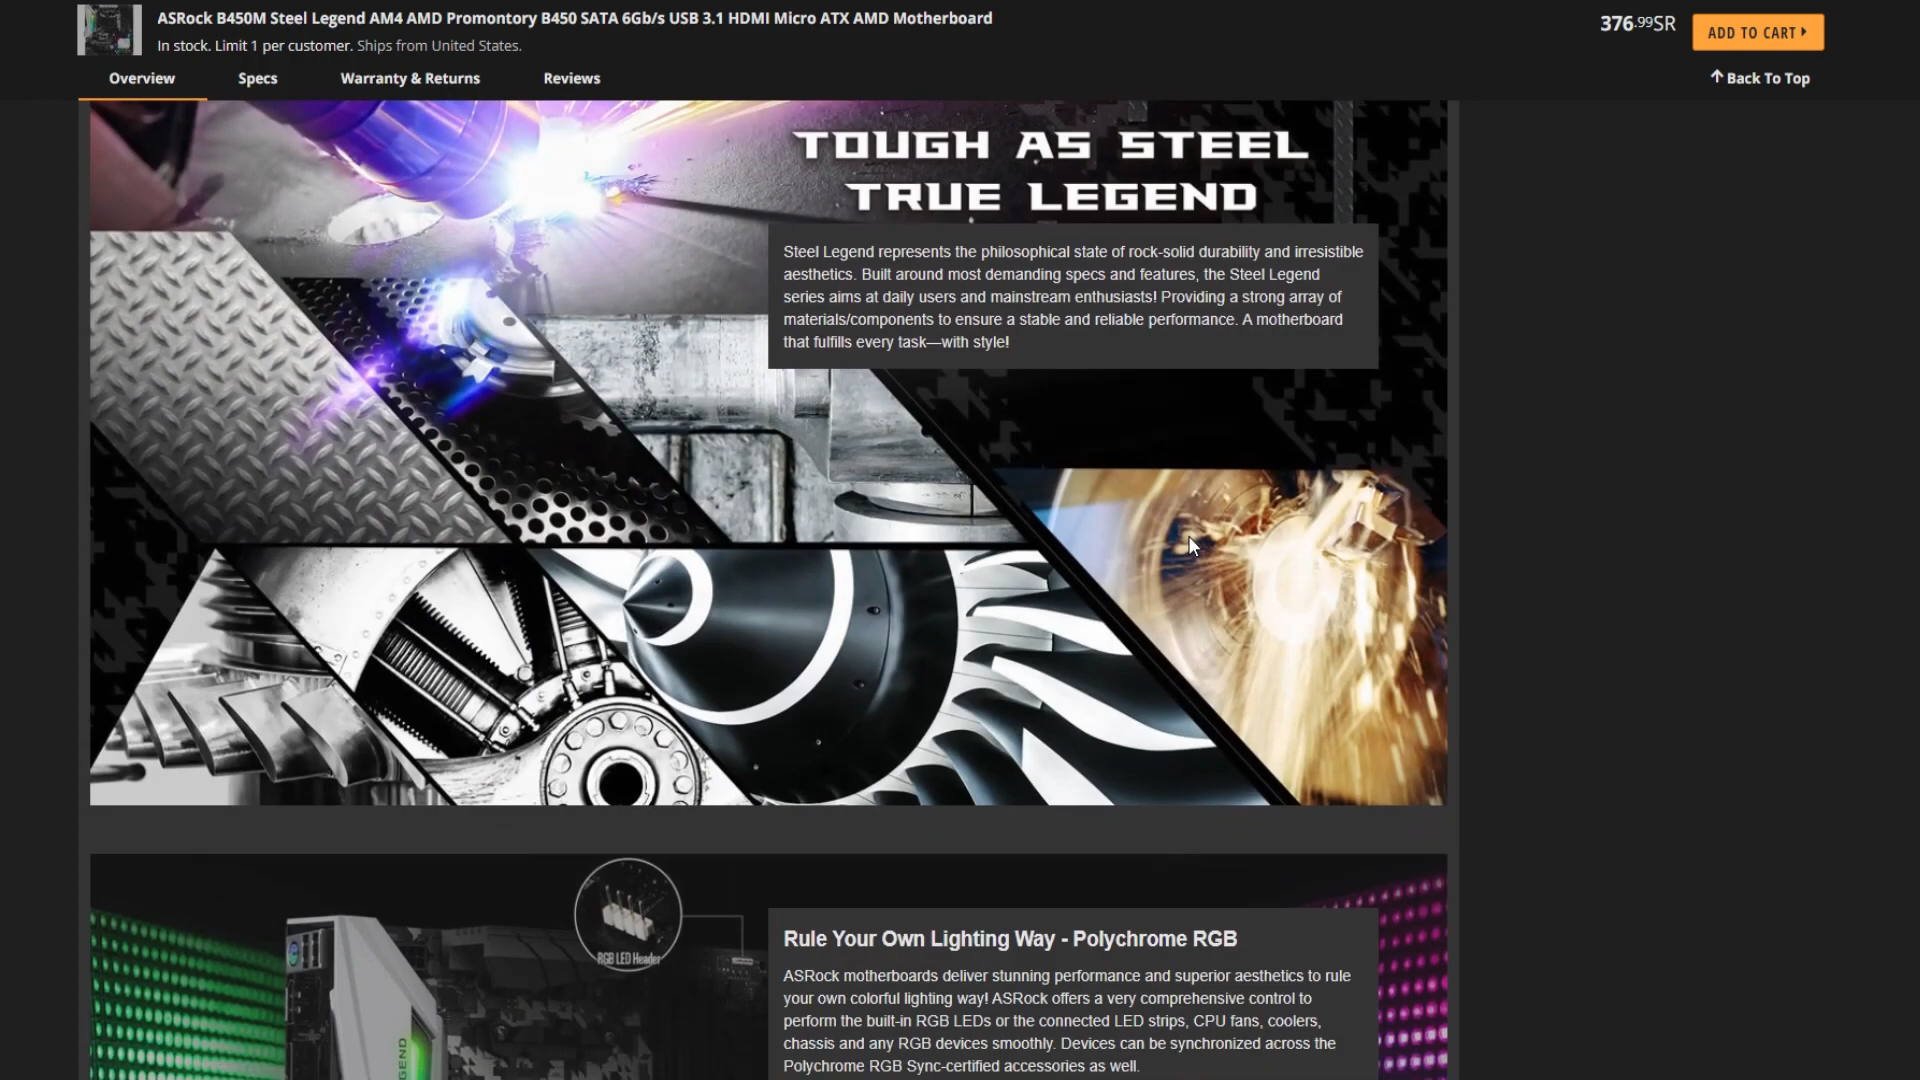 ASRock B450M Steel Legend AM4 AMD Promontory B450 SATA 6Gb/s USB 3.1 HDMI Micro ATX AMD Motherboard
In stock. Limit 1 per customer. Ships from United States.
376.99SR
ADD TO CART
Overview
Specs
Warranty & Returns
Reviews
Back To Top
TOUGH AS STEEL
TRUE LEGEND
Steel Legend represents the philosophical state of rock-solid durability and irresistible
aesthetics. Built around most demanding specs and features, the Steel Legend
series aims at daily users and mainstream enthusiasts! Providing a strong array of
materials/components to ensure a stable and reliable performance. A motherboard
that fulfills every task—with style!
RGB LED Header
Rule Your Own Lighting Way - Polychrome RGB
ASRock motherboards deliver stunning performance and superior aesthetics to rule
your own colorful lighting way! ASRock offers a very comprehensive control to
perform the built-in RGB LEDs or the connected LED strips, CPU fans, coolers,
chassis and any RGB devices smoothly. Devices can be synchronized across the
Polychrome RGB Sync-certified accessories as well.